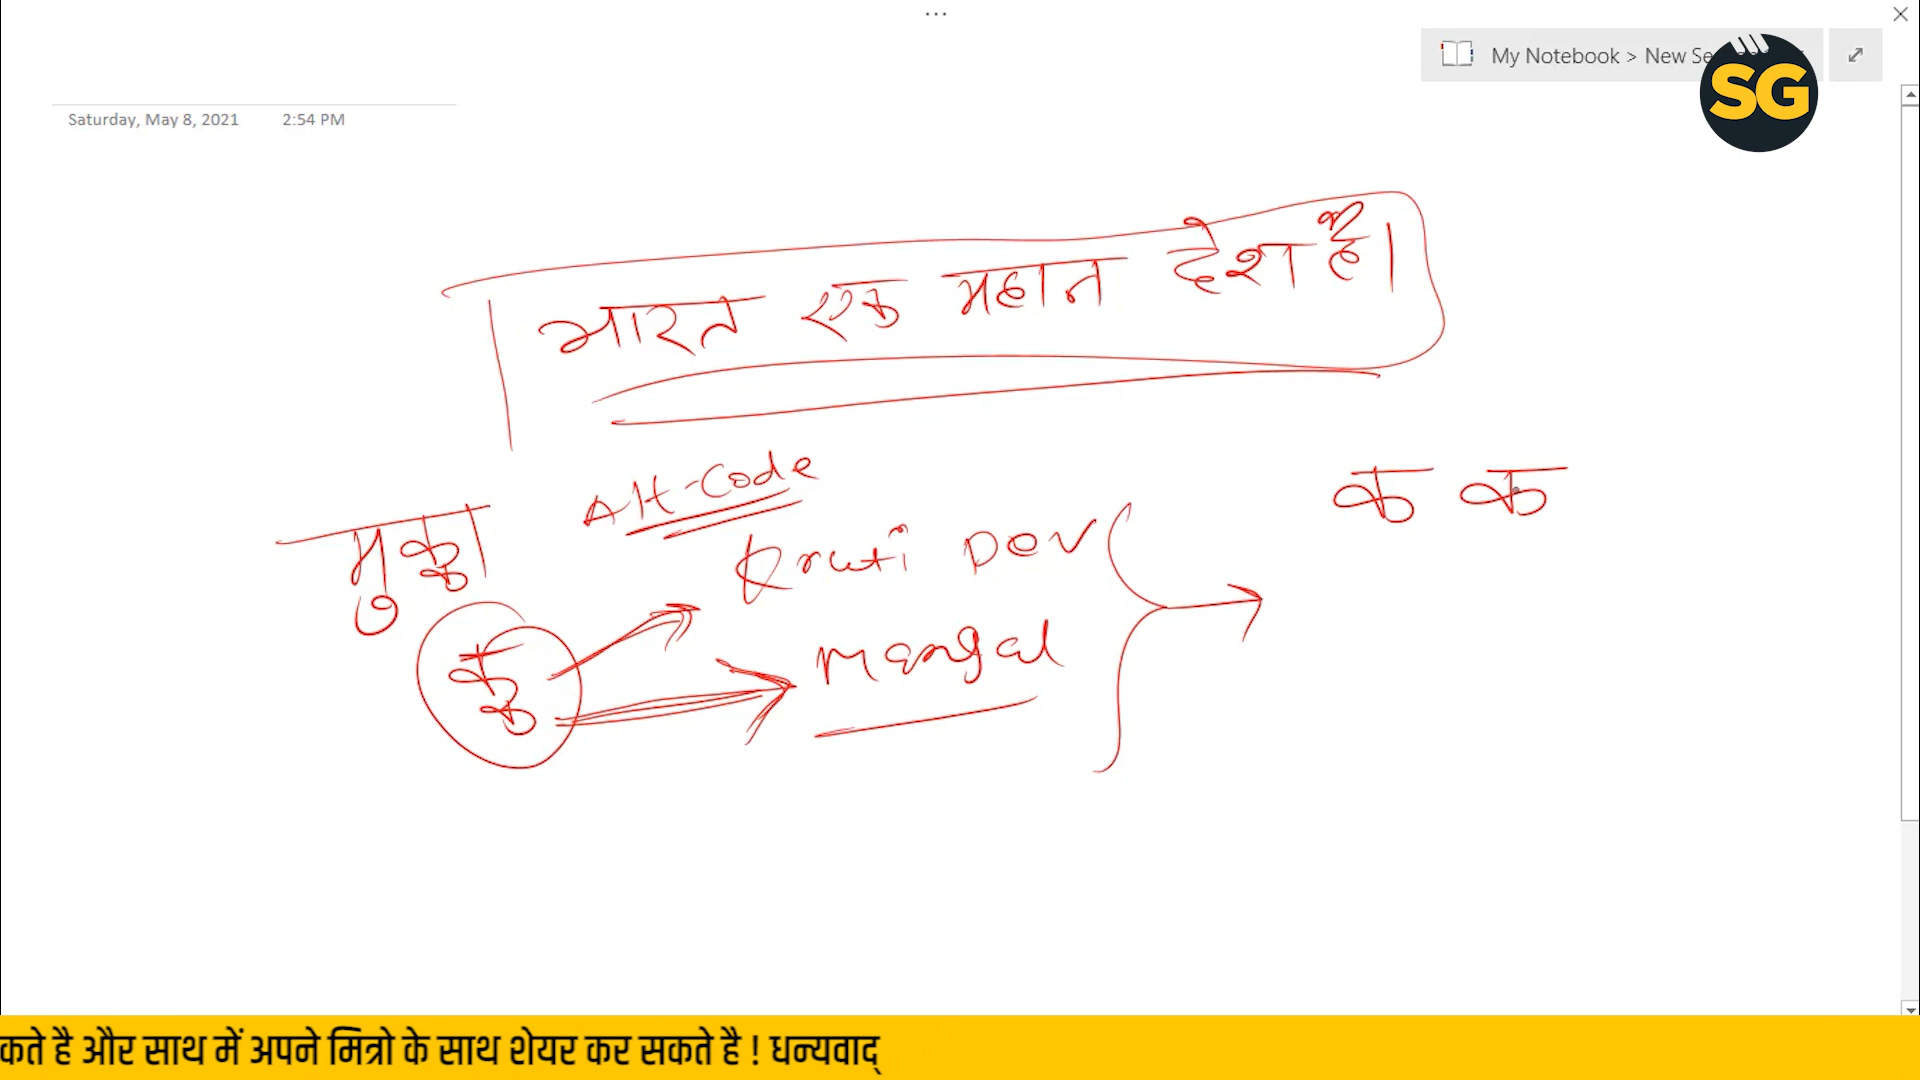 My Notebook > New Se
SG
Saturday, May 8, 2021 2:54 PM
भारत एक महान देश है।
Alt-Code
क क
मुक्का
Kruti Dev
क्क
Mangal
कते है और साथ में अपने मित्रो के साथ शेयर कर सकते है ! धन्यवाद्